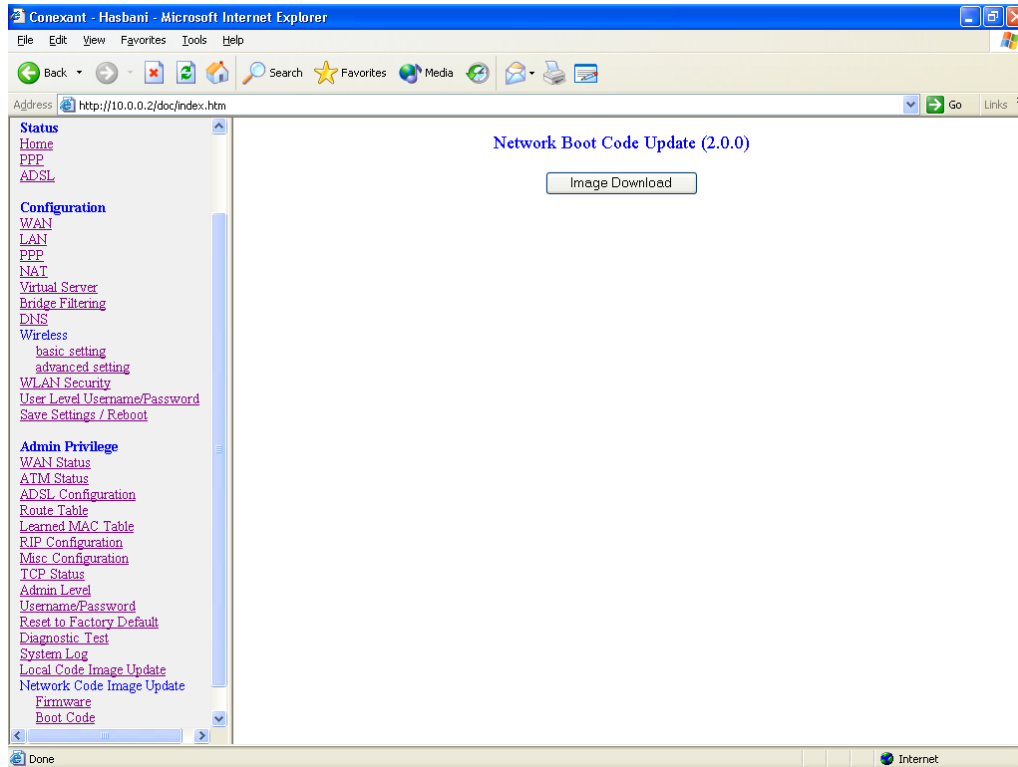 Conexant - Hasbani - Microsoft Internet Explorer
File Edit View Favorites Tools Help
Back Search Favorites Media
Address http://10.0.0.2/doc/index.htm Go Links
Status
Home
PPP
ADSL
Configuration
WAN
LAN
PPP
NAT
Virtual Server
Bridge Filtering
DNS
Wireless
basic setting
advanced setting
WLAN Security
User Level Username/Password
Save Settings / Reboot
Admin Privilege
WAN Status
ATM Status
ADSL Configuration
Route Table
Learned MAC Table
RIP Configuration
Misc Configuration
TCP Status
Admin Level
Username/Password
Reset to Factory Default
Diagnostic Test
System Log
Local Code Image Update
Network Code Image Update
Firmware
Boot Code
Network Boot Code Update (2.0.0)
Image Download
Done Internet